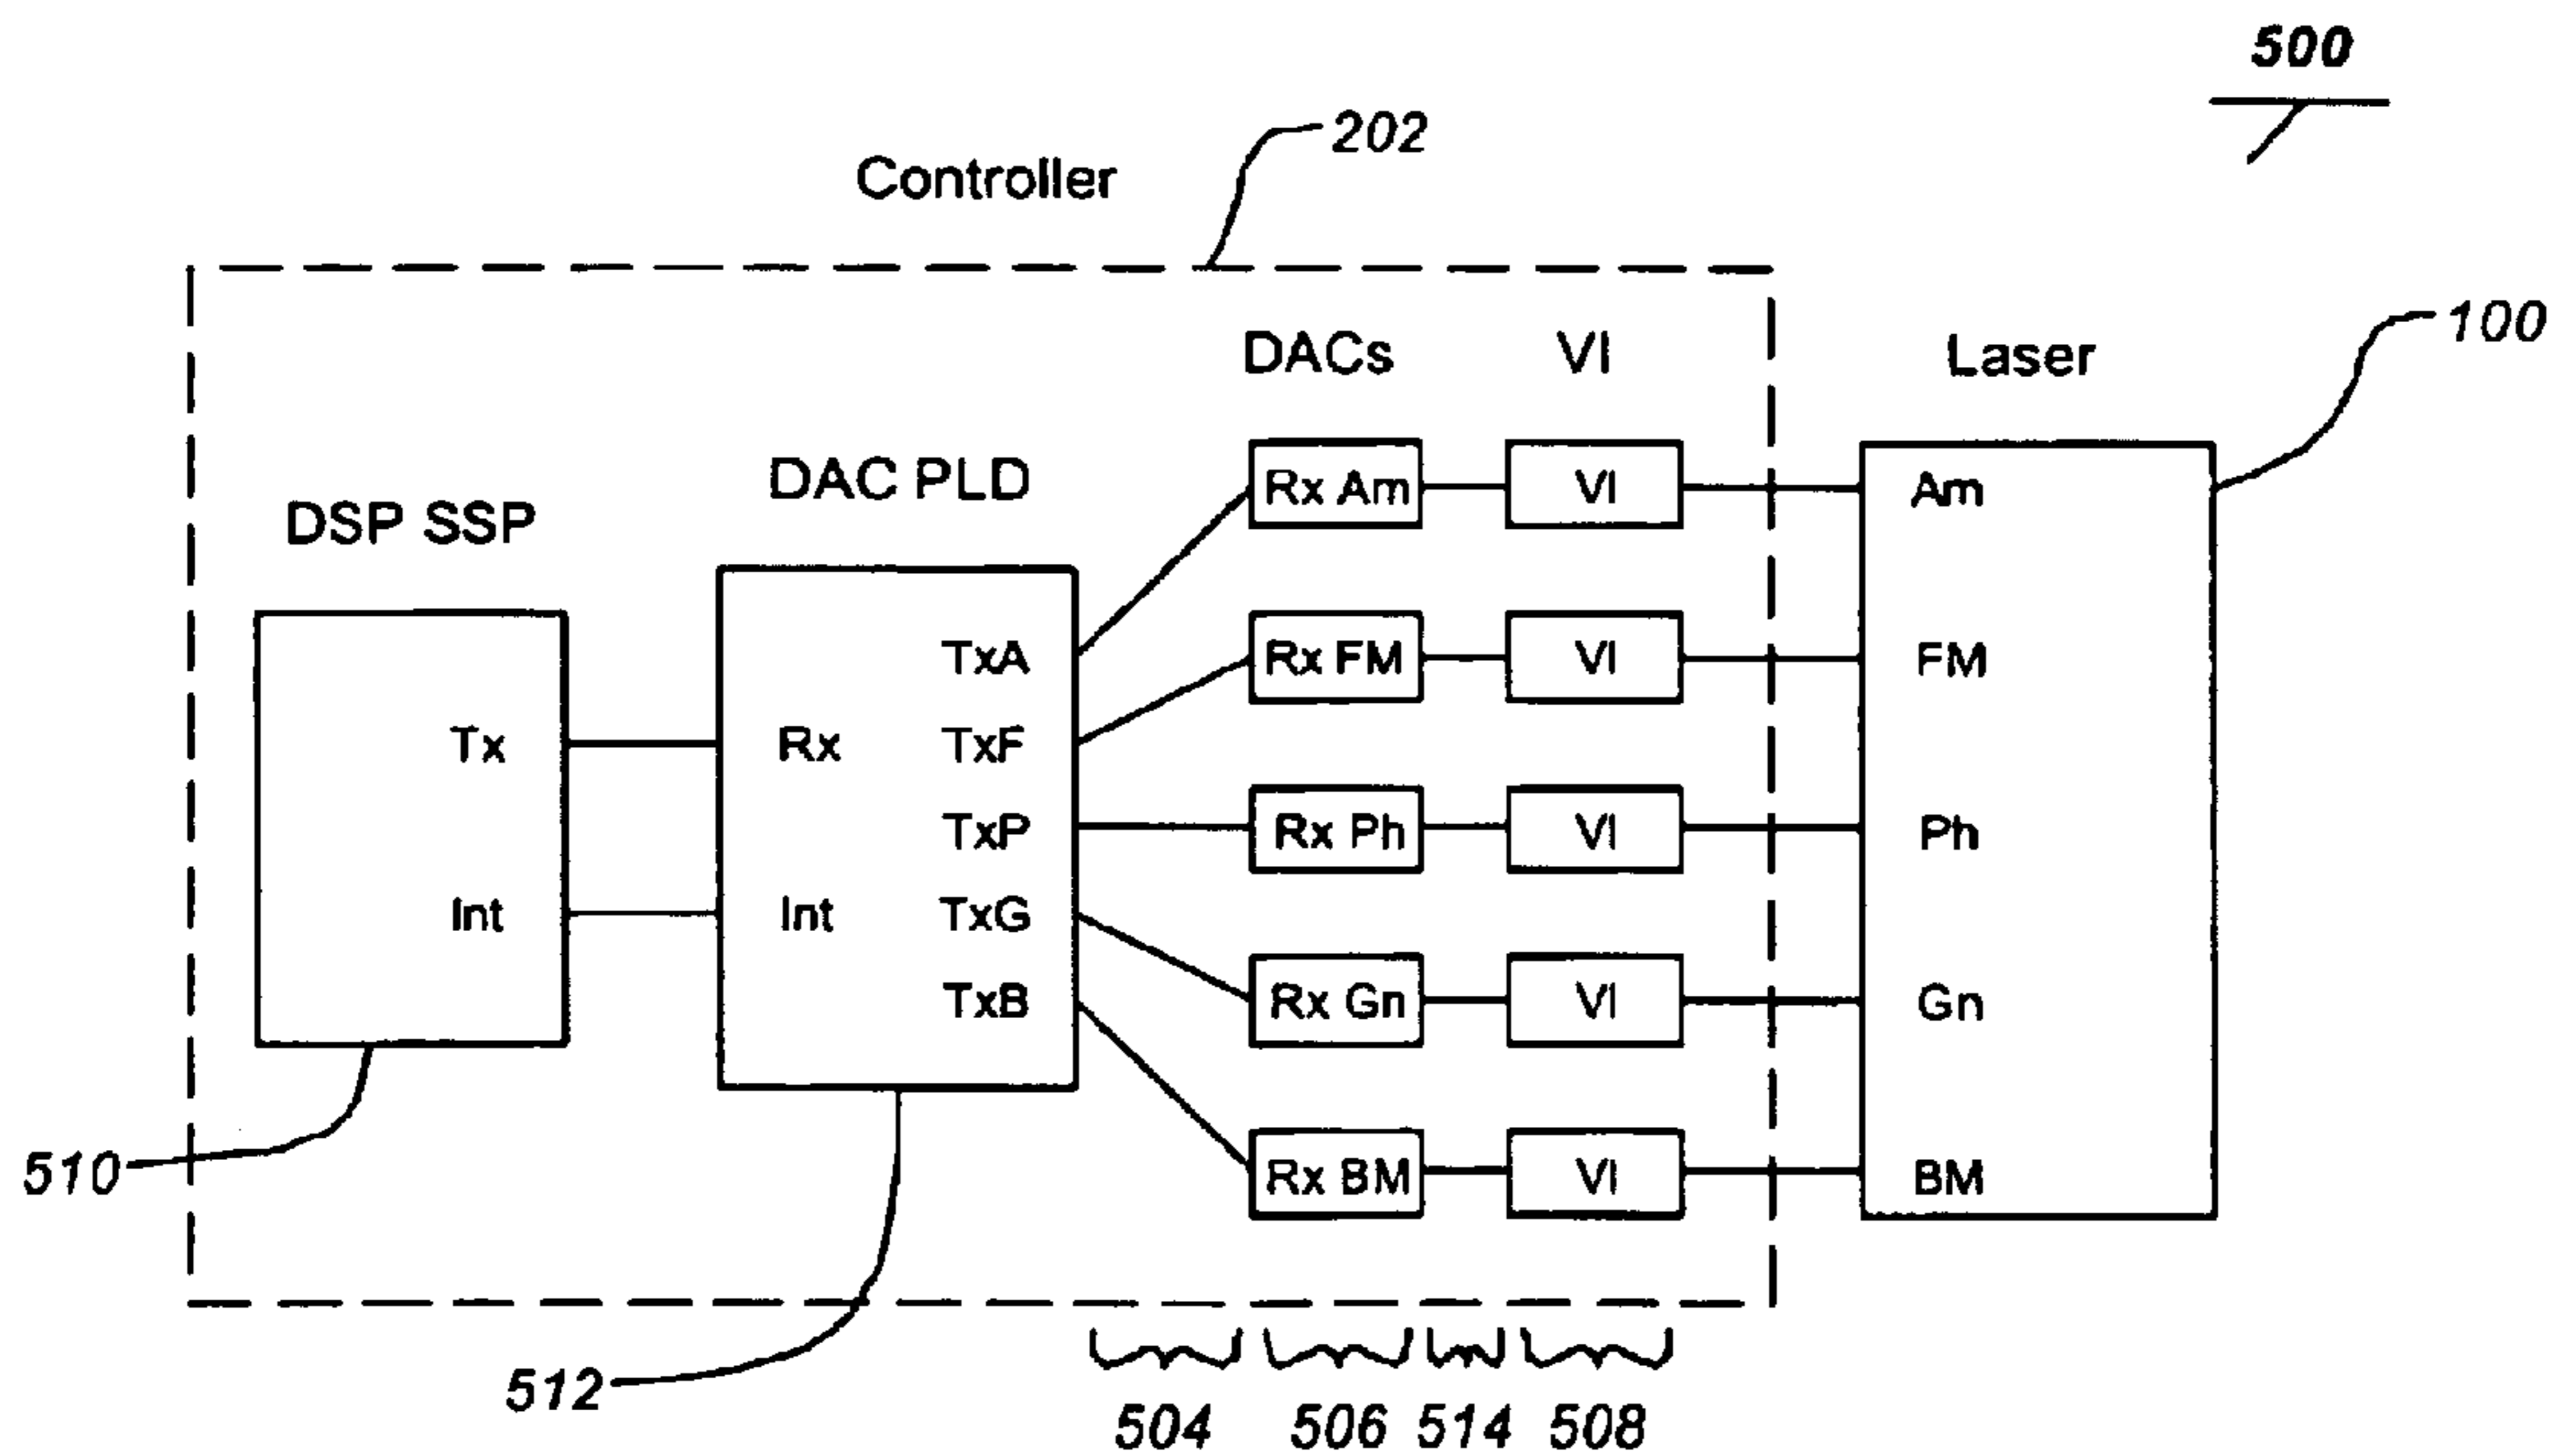 500
202
Controller
100
DACs
VI
Laser
DAC PLD
DSP SSP
Rx Am
VI
Am
TxA
Rx FM
VI
FM
Tx
Rx
TxF
TxP
Rx Ph
VI
Ph
Int
Int
TxG
Rx Gn
VI
Gn
TxB
Rx BM
VI
BM
510
512
504
506
514
508